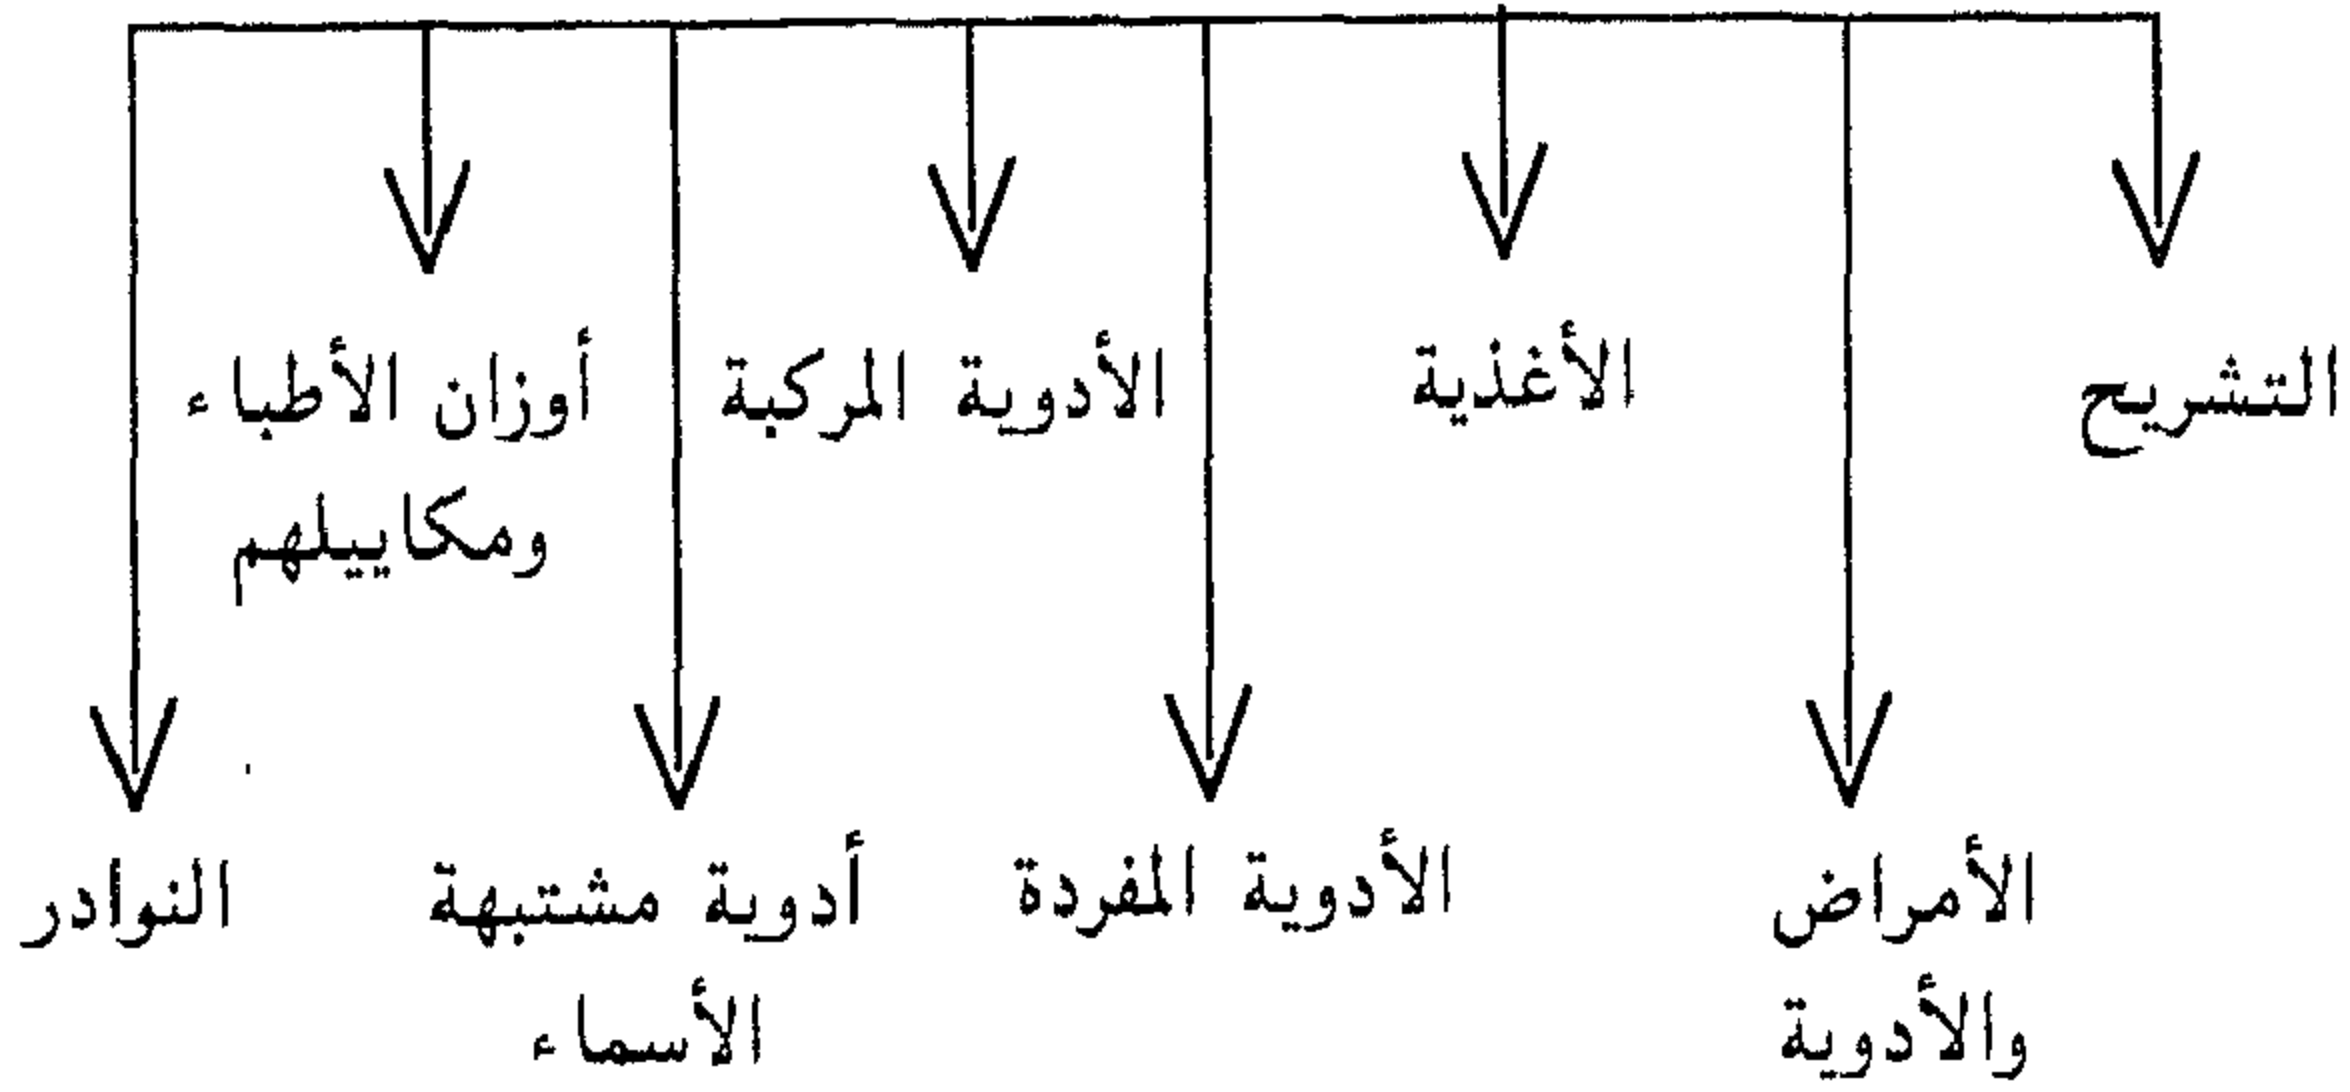 التشريح
الأغذية
الأدوية المركبة
أوزان الأطباء
ومكاييلهم
الأمراض
والأدوية
الأدوية المفردة
أدوية مشتبهة
الأسماء
النوادر